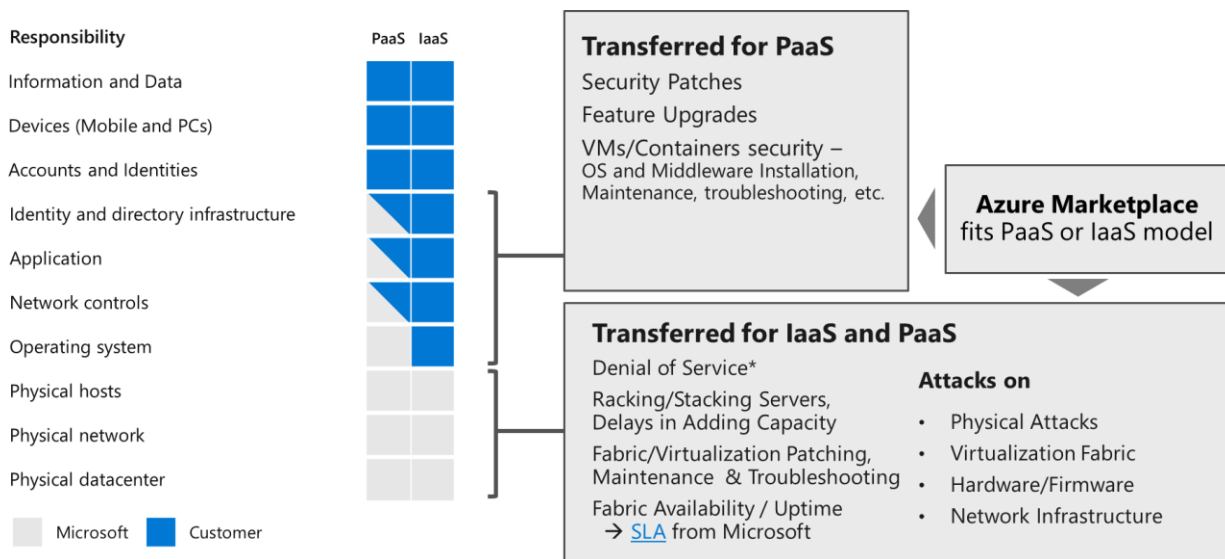 Responsibility
PaaS IaaS
Information and Data
Devices (Mobile and PCs)
Accounts and Identities
Identity and directory infrastructure
Application
Network controls
Operating system
Physical hosts
Physical network
Physical datacenter
Microsoft
Customer
Transferred for PaaS
Security Patches
Feature Upgrades
VMs/Containers security –
OS and Middleware Installation,
Maintenance, troubleshooting, etc.
Azure Marketplace
fits PaaS or IaaS model
Transferred for IaaS and PaaS
Denial of Service*
Racking/Stacking Servers,
Delays in Adding Capacity
Fabric/Virtualization Patching,
Maintenance & Troubleshooting
Fabric Availability / Uptime
→ SLA from Microsoft
Attacks on
• Physical Attacks
• Virtualization Fabric
• Hardware/Firmware
• Network Infrastructure